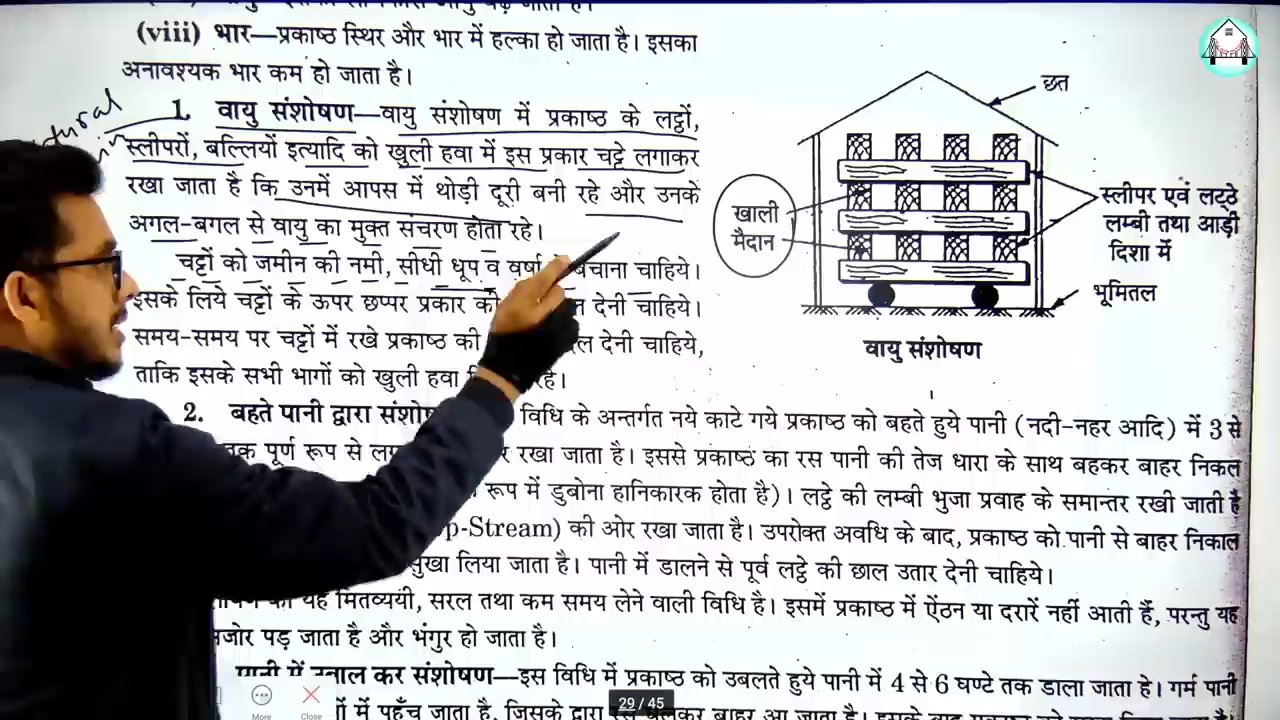 (viii) भार—प्रकाष्ठ स्थिर और भार में हल्का हो जाता है। इसका
अनावश्यक भार कम हो जाता है।
1. वायु संशोषण—वायु संशोषण में प्रकाष्ठ के लट्ठों,
स्लीपरों, बल्लियों इत्यादि को खुली हवा में इस प्रकार चट्टे लगाकर
रखा जाता है कि उनमें आपस में थोड़ी दूरी बनी रहे और उनके
अगल-बगल से वायु का मुक्त संचरण होता रहे।
चट्टों को जमीन की नमी, सीधी धूप व वर्षा बचाना चाहिये।
इसके लिये चट्टों के ऊपर छप्पर प्रकार की देनी चाहिये।
समय-समय पर चट्टों में रखे प्रकाष्ठ की देनी चाहिये,
ताकि इसके सभी भागों को खुली हवा रहे।
छत
खाली
मैदान
स्लीपर एवं लट्ठे
लम्बी तथा आड़ी
दिशा में
भूमितल
वायु संशोषण
2. बहते पानी द्वारा विधि के अन्तर्गत नये काटे गये प्रकाष्ठ को बहते हुये पानी (नदी-नहर आदि) में 3 से
पूर्ण रूप से रखा जाता है। इससे प्रकाष्ठ का रस पानी की तेज धारा के साथ बहकर बाहर निकल
रूप में डुबोना हानिकारक होता है)। लट्ठे की लम्बी भुजा प्रवाह के समान्तर रखी जाती है
p-Stream) की ओर रखा जाता है। उपरोक्त अवधि के बाद, प्रकाष्ठ को पानी से बाहर निकाल
सुखा लिया जाता है। पानी में डालने से पूर्व लट्ठे की छाल उतार देनी चाहिये।
यह मितव्ययी, सरल तथा कम समय लेने वाली विधि है। इसमें प्रकाष्ठ में ऐंठन या दरारें नहीं आती हैं, परन्तु यह
पड़ जाता है और भंगुर हो जाता है।
पानी में उबाल कर संशोषण—इस विधि में प्रकाष्ठ को उबलते हुये पानी में 4 से 6 घण्टे तक डाला जाता है। गर्म पानी
में पहुँच जाता है, जिसके द्वारा बाहर आ जाता है।
More
Close
29 / 45